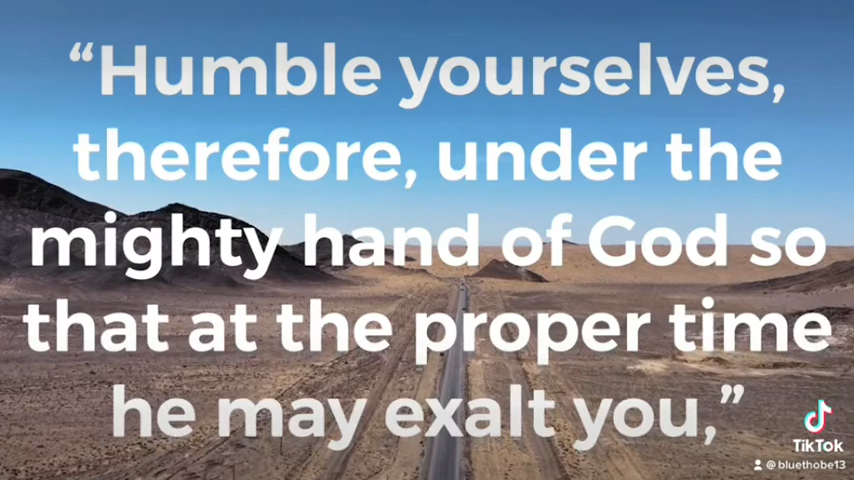 “Humble yourselves,
therefore, under the
mighty hand of God so
that at the proper time
he may exalt you,”
TikTok
@bluethobe13